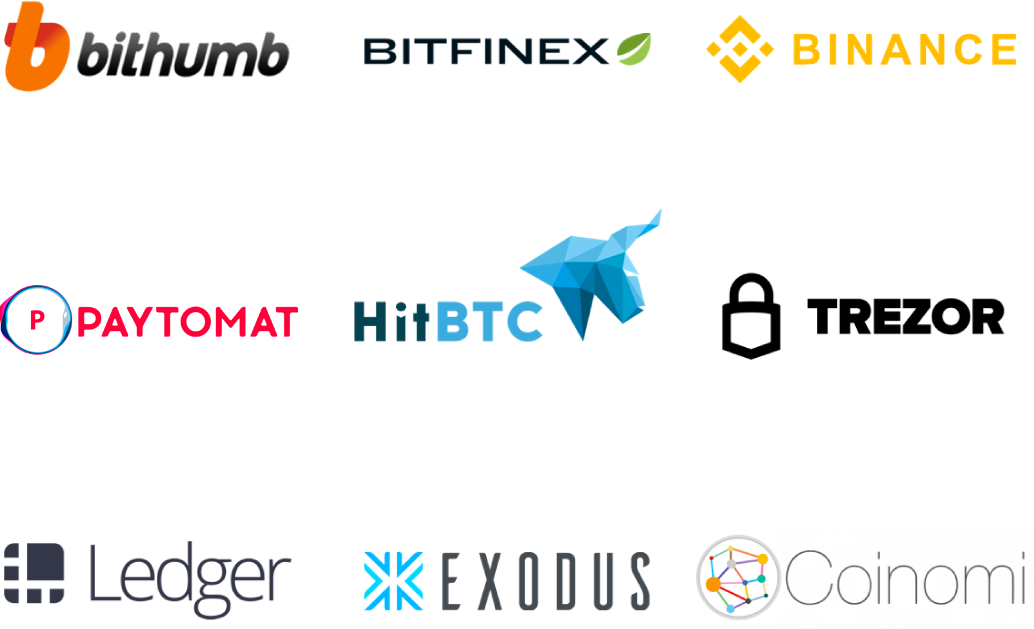 bithumb
BITFINEX
BINANCE
P PAYTOMAT
HitBTC
TREZOR
Ledger
EXODUS
Coinomi